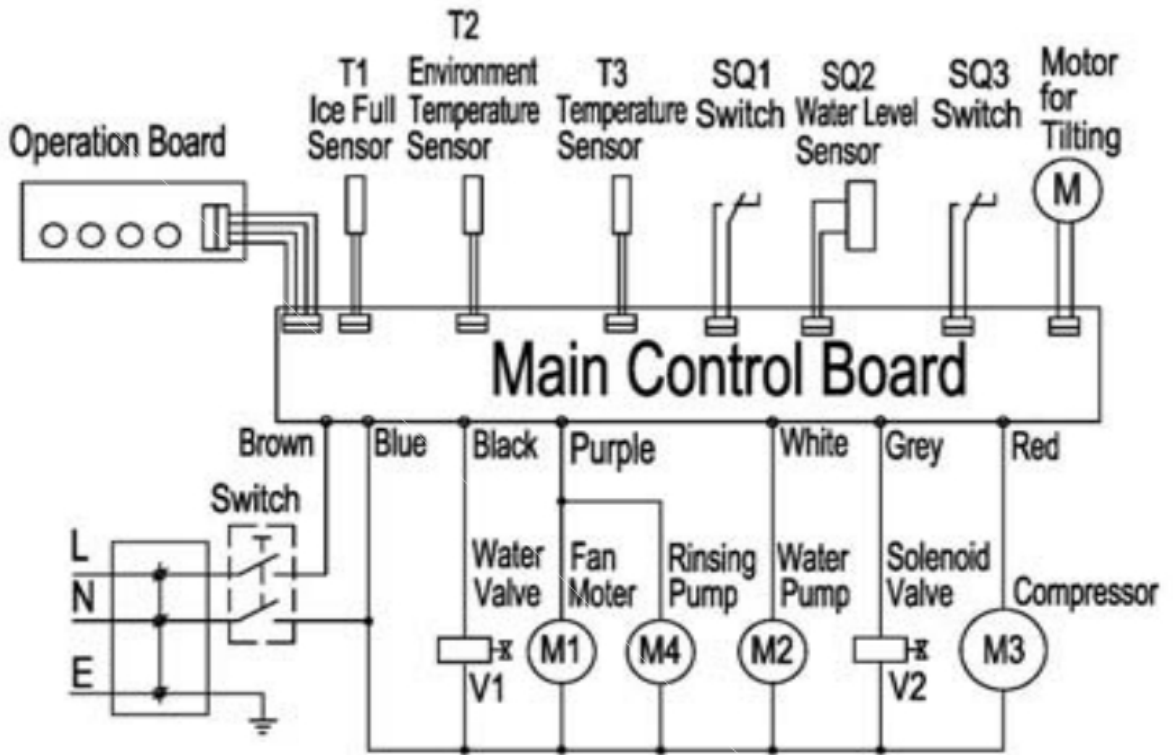 T2
T1
Ice Full
Sensor
Environment
Temperature
Sensor
T3
Temperature
Sensor
SQ1
Switch
SQ2
Water Level
Sensor
SQ3
Switch
Motor
for
Tilting
Operation Board
M
Main Control Board
Brown
Blue
Black
Purple
White
Grey
Red
Switch
L
N
E
Water
Valve
Fan
Moter
Rinsing
Pump
Water
Pump
Solenoid
Valve
Compressor
M1
M4
M2
M3
V1
V2